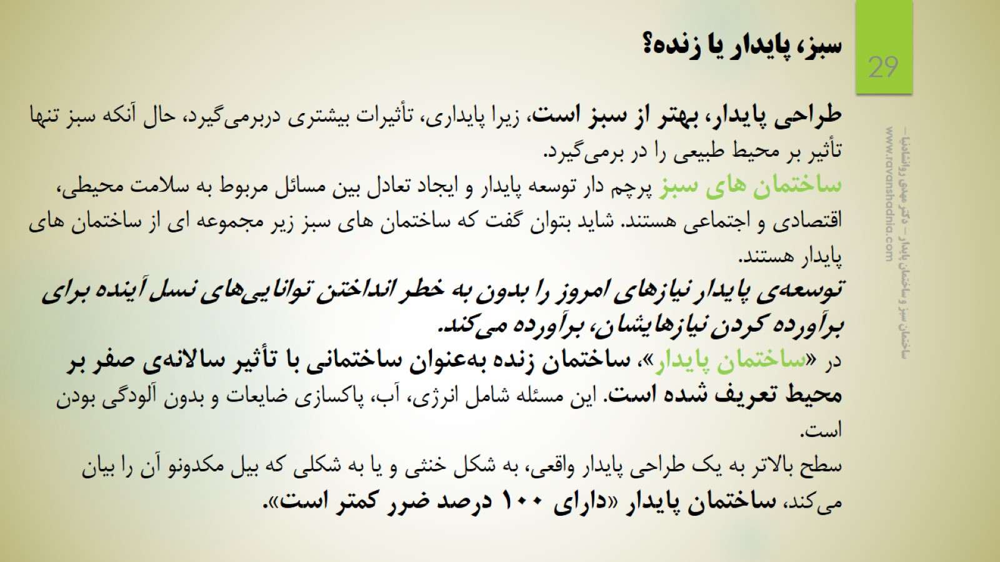 سبز، پایدار یا زنده؟
29
طراحی پایدار، بهتر از سبز است، زیرا پایداری، تأثیرات بیشتری دربرمی‌گیرد، حال آنکه سبز تنها
تأثیر بر محیط طبیعی را در برمی‌گیرد.
ساختمان های سبز پرچم دار توسعه پایدار و ایجاد تعادل بین مسائل مربوط به سلامت محیطی،
اقتصادی و اجتماعی هستند. شاید بتوان گفت که ساختمان های سبز زیر مجموعه ای از ساختمان های
پایدار هستند.
توسعه‌ی پایدار نیازهای امروز را بدون به خطر انداختن توانایی‌های نسل آینده برای
برآورده کردن نیازهایشان، برآورده می‌کند.
در «ساختمان پایدار»، ساختمان زنده به‌عنوان ساختمانی با تأثیر سالانه‌ی صفر بر
محیط تعریف شده است. این مسئله شامل انرژی، آب، پاکسازی ضایعات و بدون آلودگی بودن
است.
سطح بالاتر به یک طراحی پایدار واقعی، به شکل خنثی و یا به شکلی که بیل مکدونو آن را بیان
می‌کند، ساختمان پایدار «دارای ۱۰۰ درصد ضرر کمتر است».
ساختمان سبز و ساختمان پایدار – دکتر مهدی روانشادنیا –
www.ravanshadnia.com